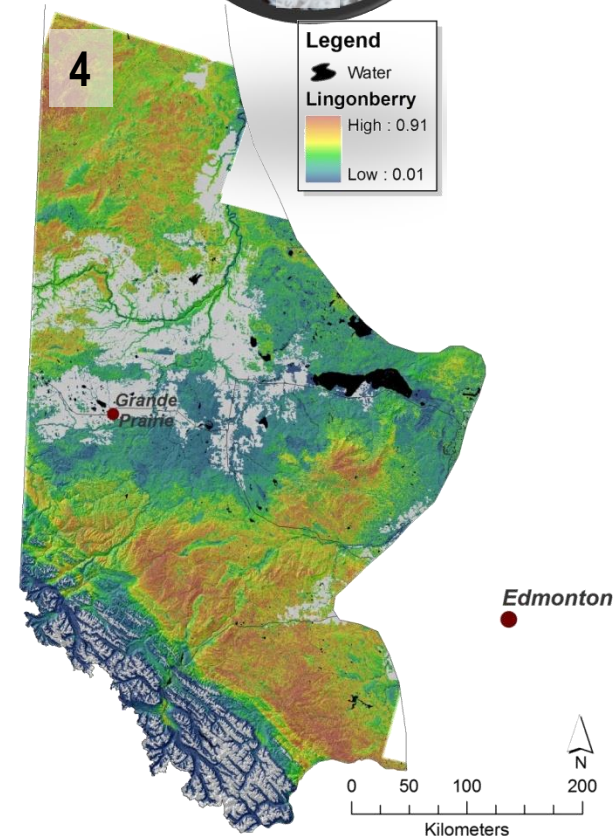 4
Legend
Water
Lingonberry
High : 0.91
Low : 0.01
Grande
Prairie
Edmonton
N
0 50 100 200
Kilometers